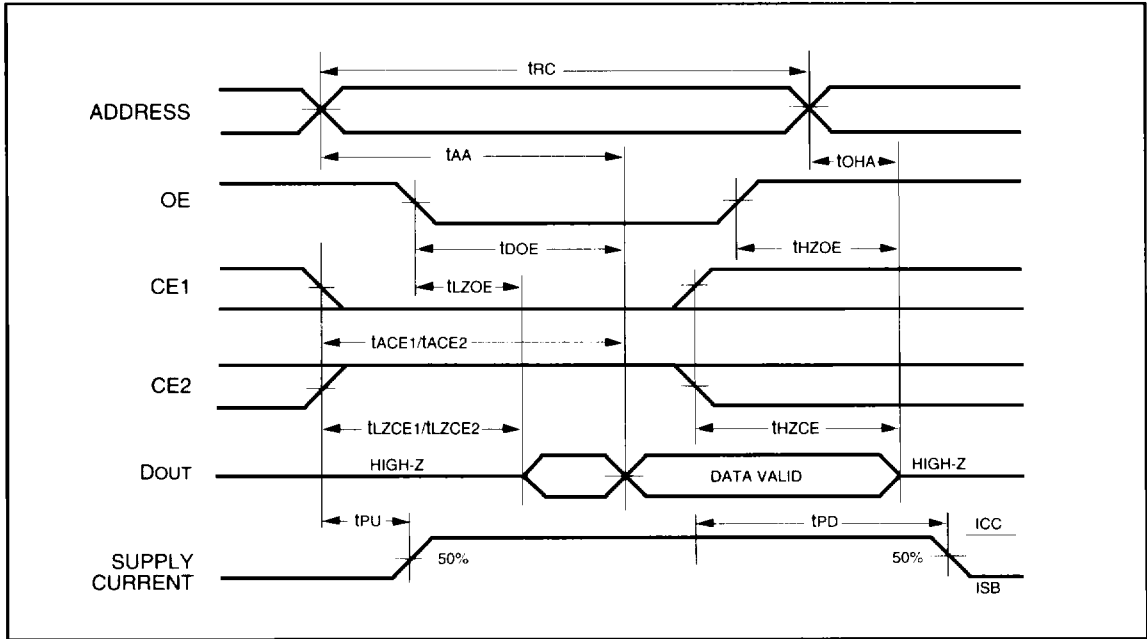 tRC
ADDRESS
tAA
tOHA
OE
tDOE
tHZOE
CE1
tLZOE
tACE1/tACE2
CE2
tLZCE1/tLZCE2
tHZCE
DOUT
HIGH-Z
DATA VALID
HIGH-Z
tPU
tPD
ICC
SUPPLY
CURRENT
50%
50%
ISB